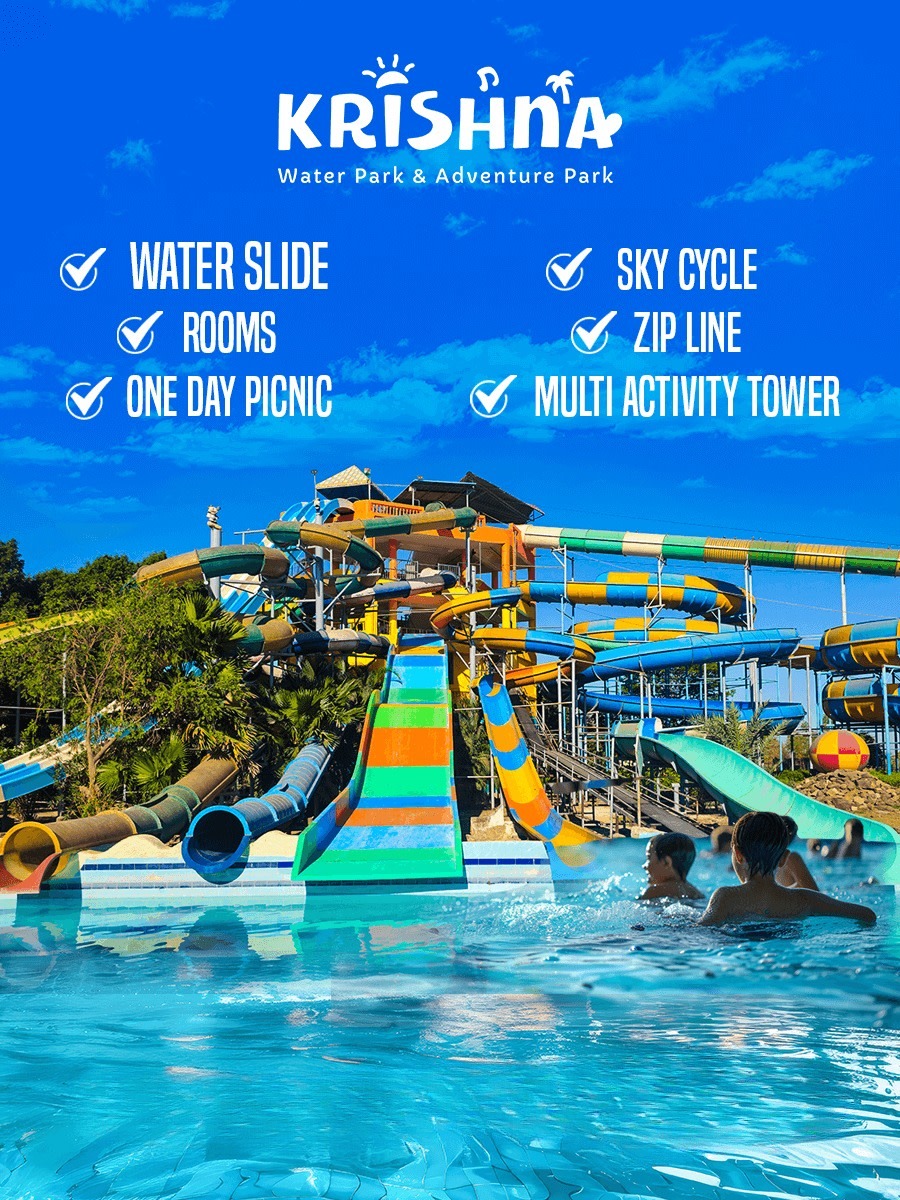 KRISHNA
Water Park & Adventure Park
WATER SLIDE
ROOMS
ONE DAY PICNIC
SKY CYCLE
ZIP LINE
MULTI ACTIVITY TOWER